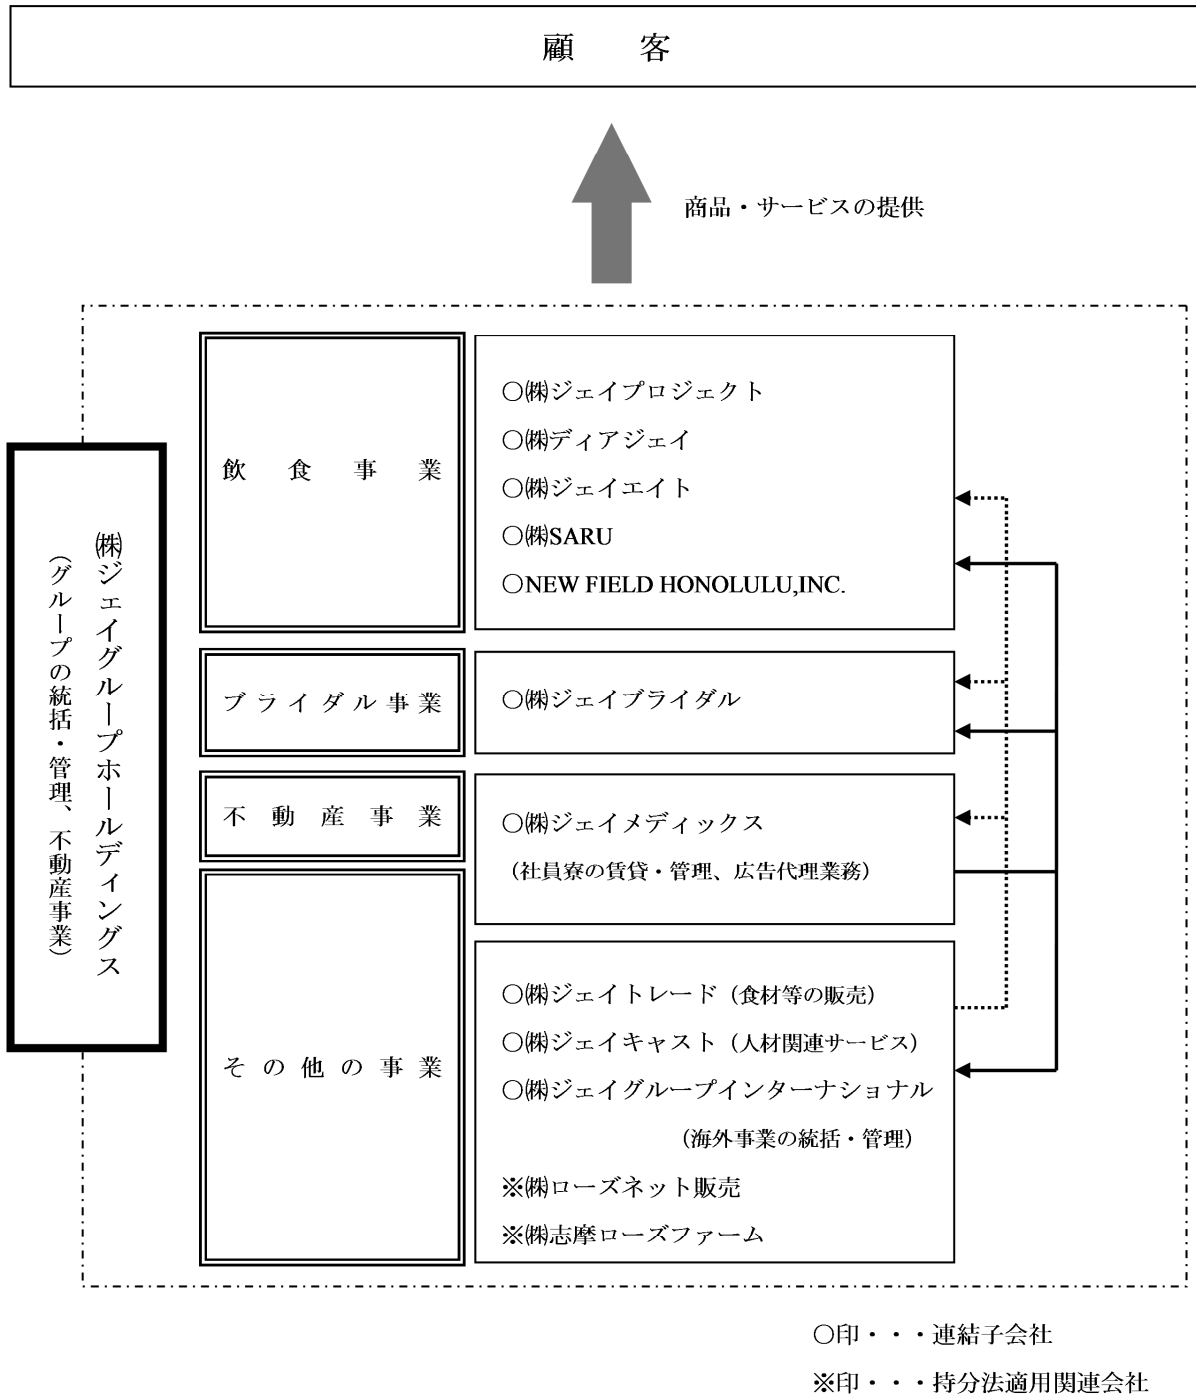 顧 客
商品・サービスの提供
㈱ジェイグループホールディングス
（グループの統括・管理、不動産事業）
飲食事業
○㈱ジェイプロジェクト
○㈱ディアジェイ
○㈱ジェイエイト
○㈱SARU
○NEW FIELD HONOLULU,INC.
ブライダル事業
○㈱ジェイブライダル
不動産事業
○㈱ジェイメディックス
（社員寮の賃貸・管理、広告代理業務）
その他の事業
○㈱ジェイトレード（食材等の販売）
○㈱ジェイキャスト（人材関連サービス）
○㈱ジェイグループインターナショナル
（海外事業の統括・管理）
※㈱ローズネット販売
※㈱志摩ローズファーム
○印・・・連結子会社
※印・・・持分法適用関連会社